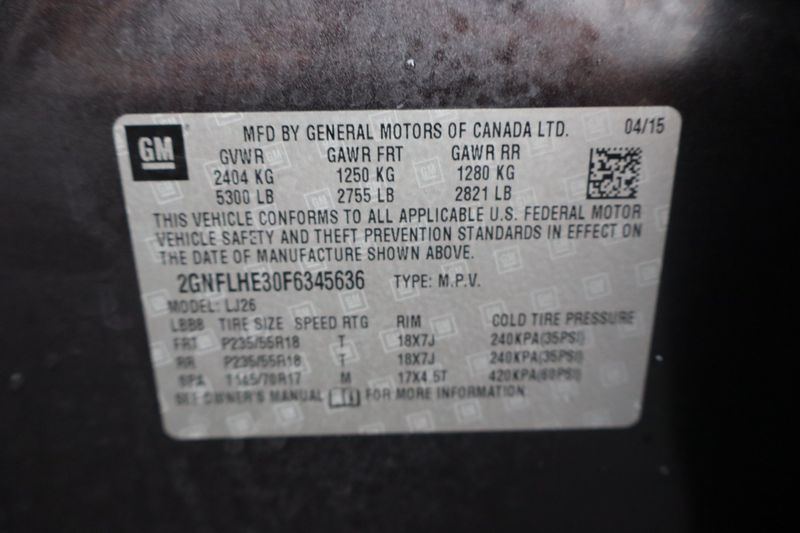 GM MFD BY GENERAL MOTORS OF CANADA LTD. 04/15
GVWR GAWR FRT GAWR RR
2404 KG 1250 KG 1280 KG
5300 LB 2755 LB 2821 LB
THIS VEHICLE CONFORMS TO ALL APPLICABLE U.S. FEDERAL MOTOR
VEHICLE SAFETY AND THEFT PREVENTION STANDARDS IN EFFECT ON
THE DATE OF MANUFACTURE SHOWN ABOVE.
2GNFLHE30F6345636 TYPE: M.P.V.
MODEL: LJ26
LBBB TIRE SIZE SPEED RTG RIM COLD TIRE PRESSURE
FRT P235/55R18 T 18X7J 240KPA(35PSI)
RR P235/55R18 T 18X7J 240KPA(35PSI)
SPA T145/70R17 M 17X4.5T 420KPA(60PSI)
SEE OWNER'S MANUAL FOR MORE INFORMATION